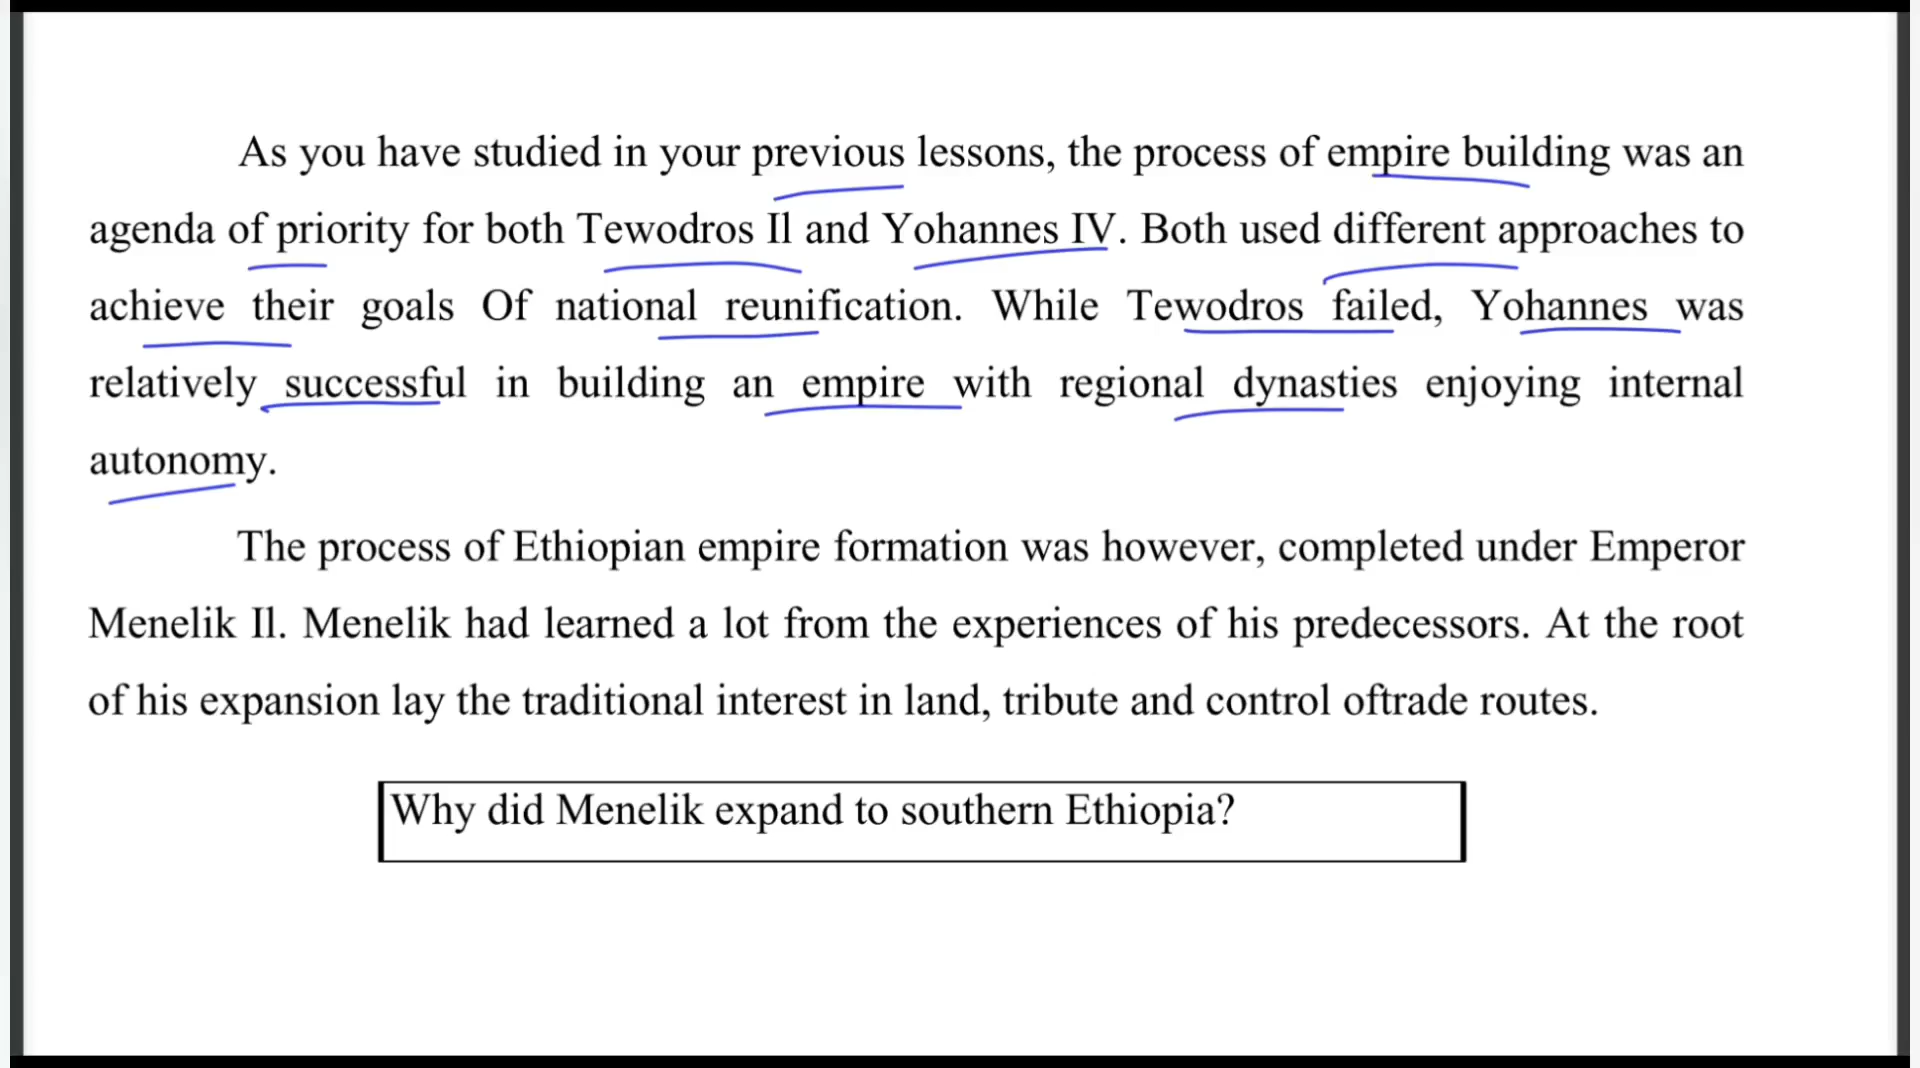 As you have studied in your previous lessons, the process of empire building was an
agenda of priority for both Tewodros Il and Yohannes IV. Both used different approaches to
achieve their goals Of national reunification. While Tewodros failed, Yohannes was
relatively successful in building an empire with regional dynasties enjoying internal
autonomy.
The process of Ethiopian empire formation was however, completed under Emperor
Menelik Il. Menelik had learned a lot from the experiences of his predecessors. At the root
of his expansion lay the traditional interest in land, tribute and control oftrade routes.
Why did Menelik expand to southern Ethiopia?